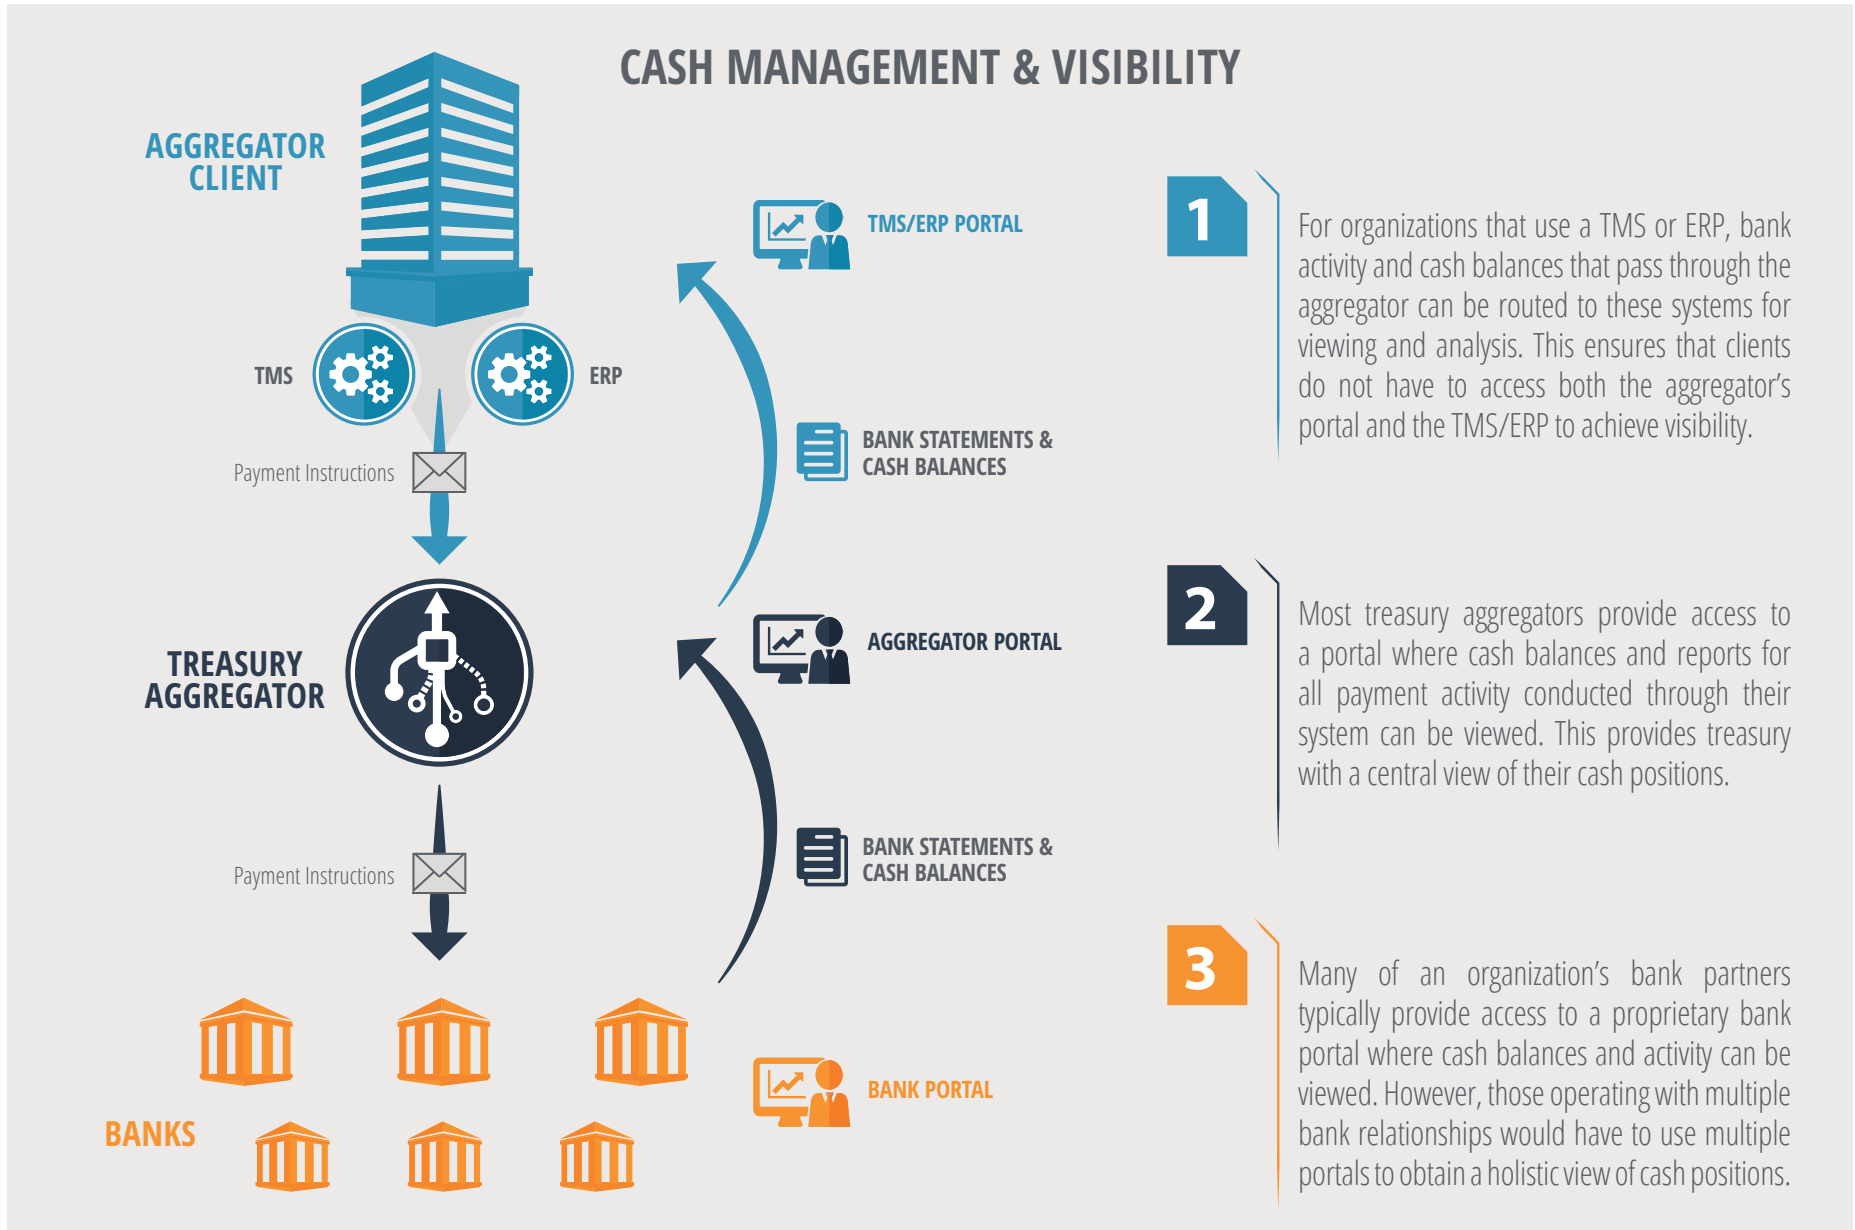 CASH MANAGEMENT & VISIBILITY
AGGREGATOR
CLIENT
TMS
ERP
Payment Instructions
TREASURY
AGGREGATOR
Payment Instructions
BANKS
TMS/ERP PORTAL
BANK STATEMENTS &
CASH BALANCES
AGGREGATOR PORTAL
BANK STATEMENTS &
CASH BALANCES
BANK PORTAL
1
For organizations that use a TMS or ERP, bank
activity and cash balances that pass through the
aggregator can be routed to these systems for
viewing and analysis. This ensures that clients
do not have to access both the aggregator’s
portal and the TMS/ERP to achieve visibility.
2
Most treasury aggregators provide access to
a portal where cash balances and reports for
all payment activity conducted through their
system can be viewed. This provides treasury
with a central view of their cash positions.
3
Many of an organization’s bank partners
typically provide access to a proprietary bank
portal where cash balances and activity can be
viewed. However, those operating with multiple
bank relationships would have to use multiple
portals to obtain a holistic view of cash positions.